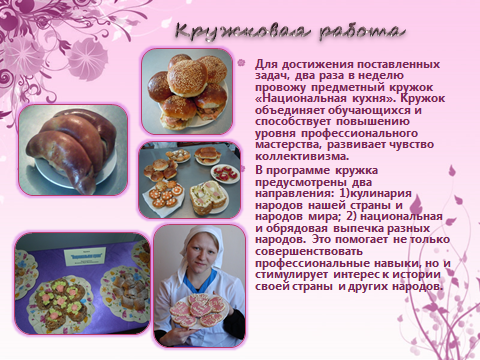 Кружковая работа
Для достижения поставленных
задач, два раза в неделю
провожу предметный кружок
«Национальная кухня». Кружок
объединяет обучающихся и
способствует повышению
уровня профессионального
мастерства, развивает чувство
коллективизма.
В программе кружка
предусмотрены два
направления: 1)кулинария
народов нашей страны и
народов мира; 2) национальная
и обрядовая выпечка разных
народов. Это помогает не только
совершенствовать
профессиональные навыки, но и
стимулирует интерес к истории
своей страны и других народов.